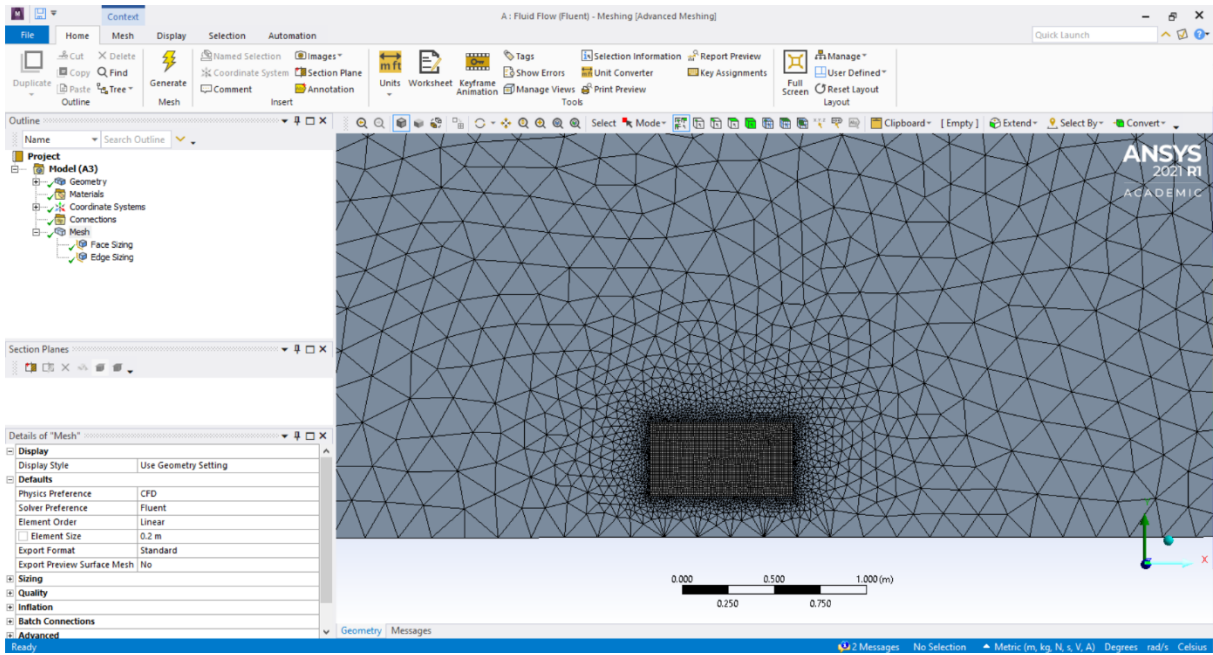 Context
A : Fluid Flow (Fluent) - Meshing [Advanced Meshing]
File Home Mesh Display Selection Automation
Quick Launch
Duplicate
Cut
Copy
Paste
Delete
Find
Tree
Outline
Generate
Mesh
Named Selection
Coordinate System
Comment
Images
Section Plane
Annotation
Insert
Units
Worksheet
Keyframe Animation
Tags
Show Errors
Manage Views
Selection Information
Unit Converter
Print Preview
Report Preview
Key Assignments
Tools
Full Screen
Manage
User Defined
Reset Layout
Layout
Outline
Name
Search Outline
Project
Model (A3)
Geometry
Materials
Coordinate Systems
Connections
Mesh
Face Sizing
Edge Sizing
Select Mode Clipboard [Empty] Extend Select By Convert
ANSYS
2021 R1
ACADEMIC
Section Planes
Details of "Mesh"
Display
Display Style Use Geometry Setting
Defaults
Physics Preference CFD
Solver Preference Fluent
Element Order Linear
Element Size 0.2 m
Export Format Standard
Export Preview Surface Mesh No
Sizing
Quality
Inflation
Batch Connections
Advanced
0.000 0.500 1.000 (m)
0.250 0.750
X
Geometry Messages
Ready
2 Messages No Selection Metric (m, kg, N, s, V, A) Degrees rad/s Celsius